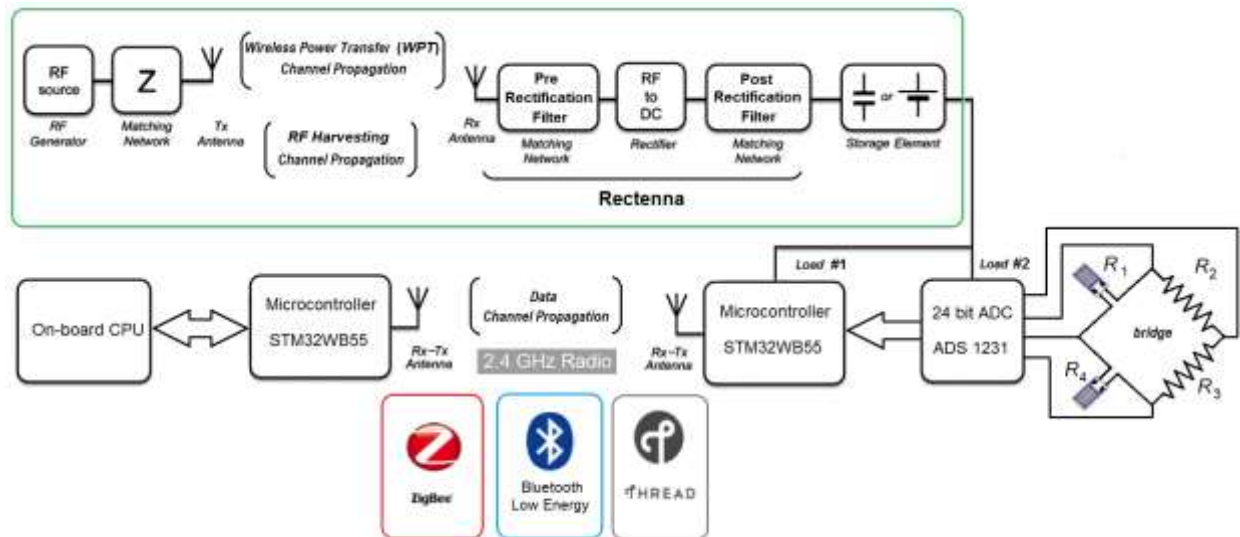 RF
source
RF
Generator
Z
Matching
Network
Tx
Antenna
Wireless Power Transfer (WPT)
Channel Propagation
RF Harvesting
Channel Propagation
Rx
Antenna
Pre
Rectification
Filter
Matching
Network
RF
to
DC
Rectifier
Post
Rectification
Filter
Matching
Network
or
Storage Element
Rectenna
Load #1
Load #2
On-board CPU
Microcontroller
STM32WB55
Rx-Tx
Antenna
Data
Channel Propagation
2.4 GHz Radio
Rx-Tx
Antenna
Microcontroller
STM32WB55
24 bit ADC
ADS 1231
R1
R2
bridge
R4
R3
ZigBee
Bluetooth
Low Energy
THREAD